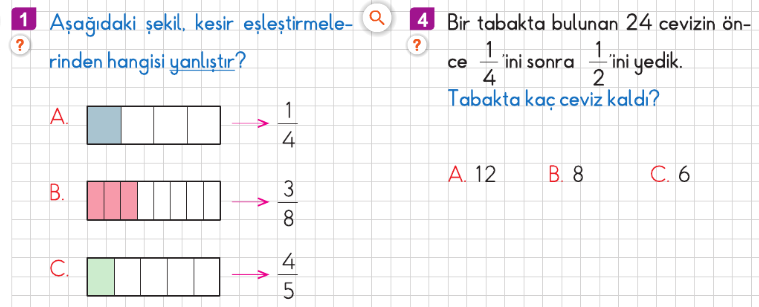 1 Aşağıdaki şekil, kesir eşleştirmele-
? rinden hangisi yanlıştır?
A. 1/4
B. 3/8
C. 4/5
4 Bir tabakta bulunan 24 cevizin ön-
? ce 1/4 'ini sonra 1/2 'ini yedik.
Tabakta kaç ceviz kaldı?
A. 12 B. 8 C. 6